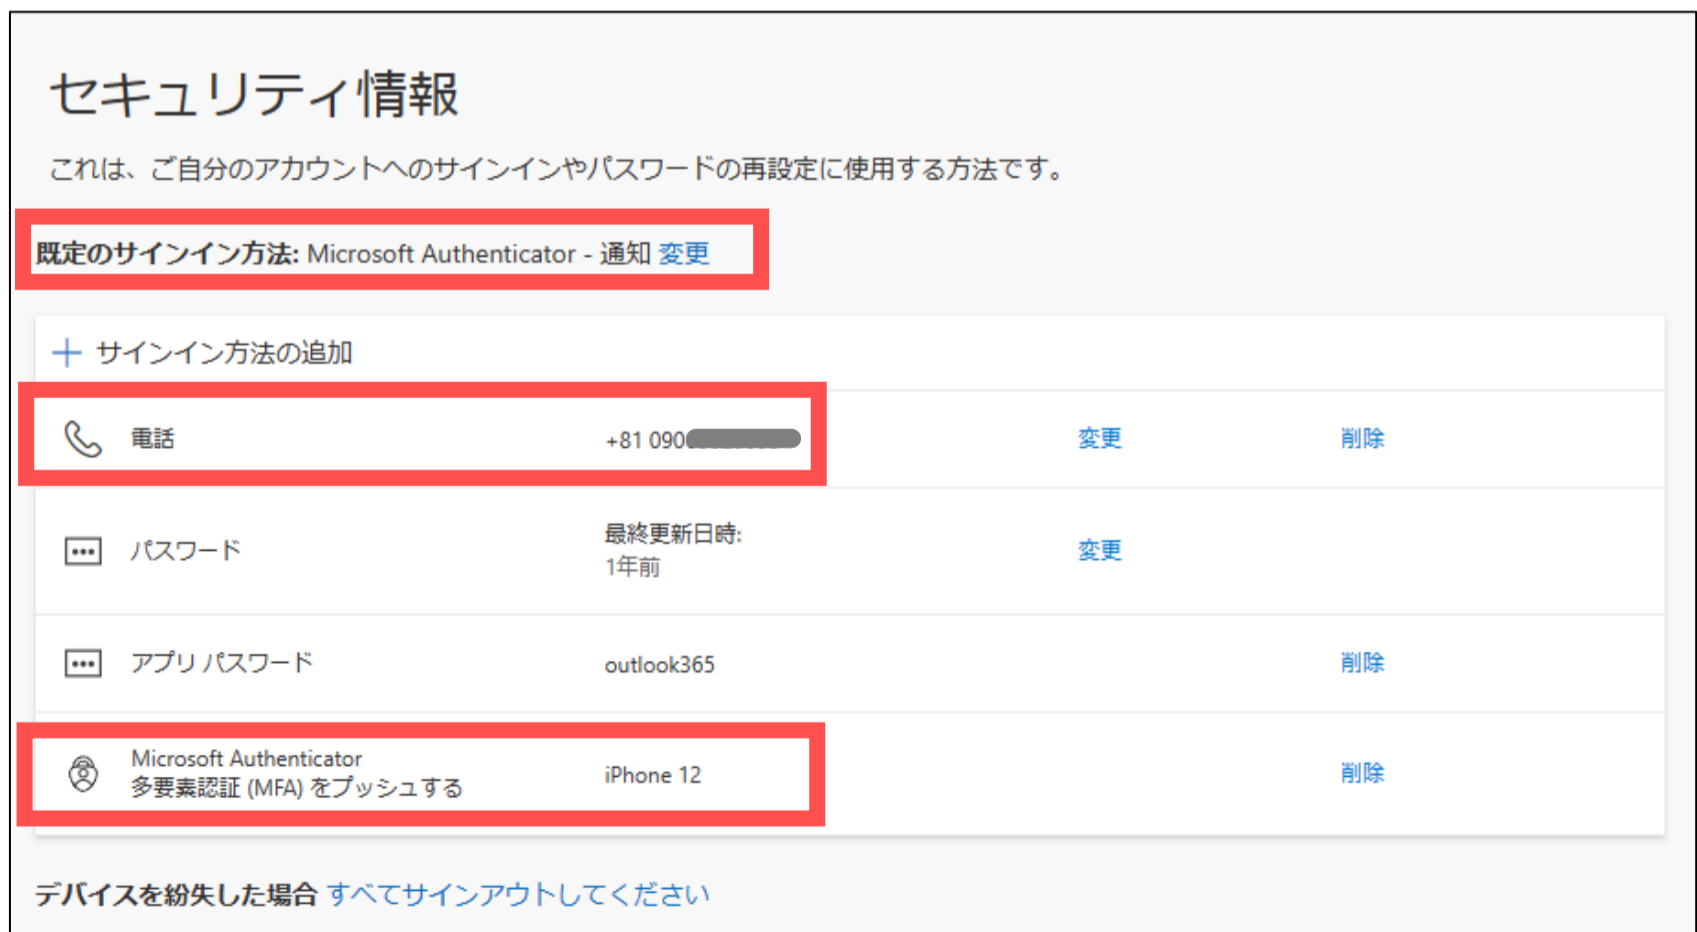 セキュリティ情報
これは、ご自分のアカウントへのサインインやパスワードの再設定に使用する方法です。
既定のサインイン方法: Microsoft Authenticator - 通知 変更
サインイン方法の追加
電話 +81 090 変更 削除
パスワード 最終更新日時: 変更
1年前
アプリ パスワード outlook365 削除
Microsoft Authenticator
多要素認証 (MFA) をプッシュする iPhone 12 削除
デバイスを紛失した場合 すべてサインアウトしてください